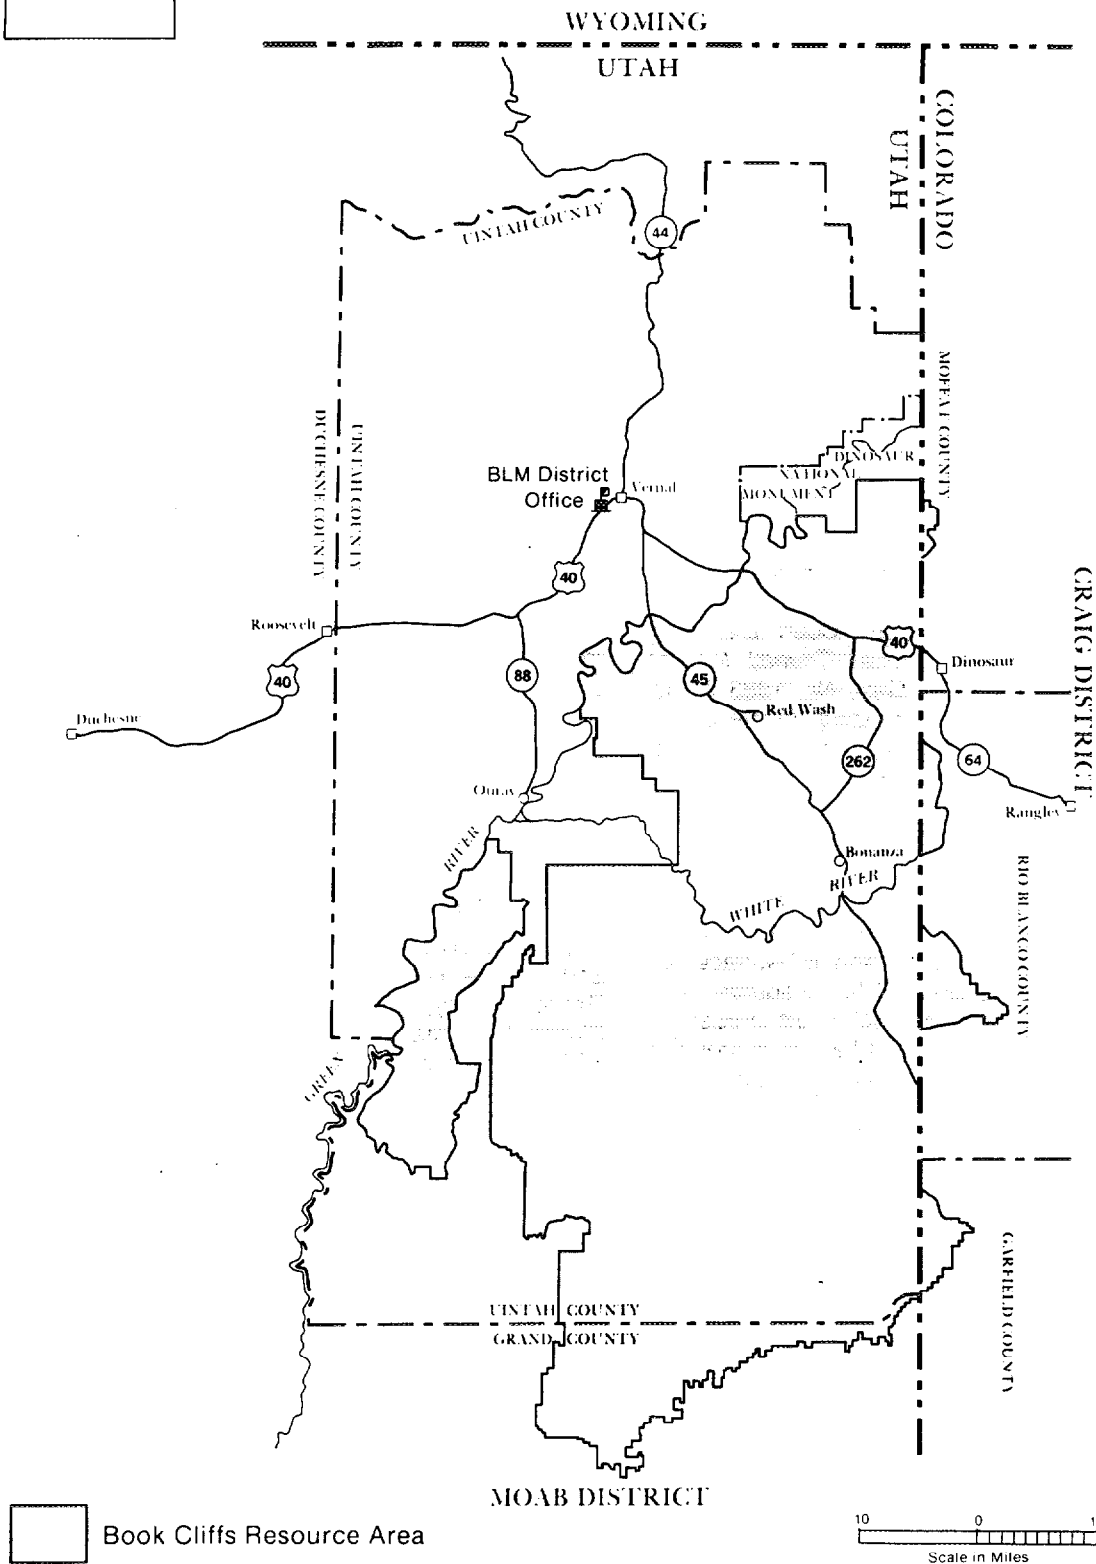 WYOMING
UTAH
COLORADO
UTAH
44
UINTAH COUNTY
MOFFAT COUNTY
DUCHESNE COUNTY
UINTAH COUNTY
DINOSAUR
NATIONAL
MONUMENT
BLM District
Office
Vernal
40
CRAIG DISTRICT
Roosevelt
40
40
Dinosaur
88
45
Duchesne
Red Wash
262
64
Ouray
Rangley
RIVER
Bonanza
RIVER
WHITE
RIO BLANCO COUNTY
GREEN
GARFIELD COUNTY
UINTAH COUNTY
GRAND COUNTY
MOAB DISTRICT
Book Cliffs Resource Area
10 0
Scale in Miles